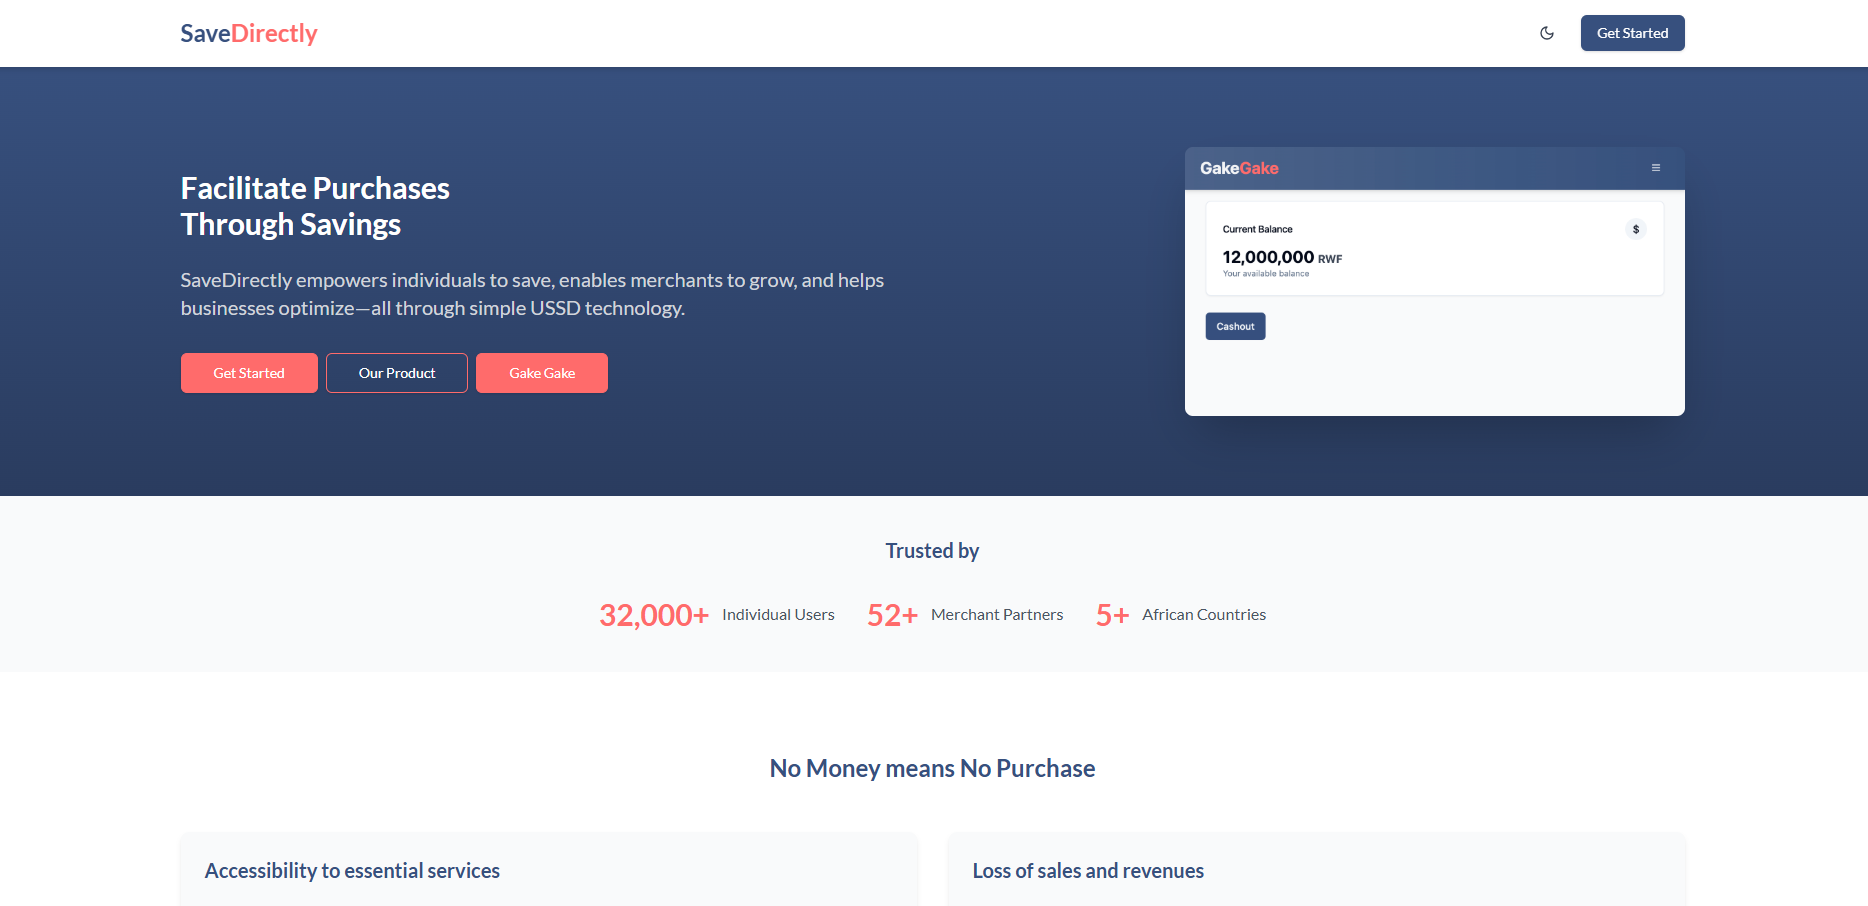 SaveDirectly
Get Started
Facilitate Purchases
Through Savings
SaveDirectly empowers individuals to save, enables merchants to grow, and helps
businesses optimize—all through simple USSD technology.
Get Started
Our Product
Gake Gake
GakeGake
Current Balance
$
12,000,000 RWF
Your available balance
Cashout
Trusted by
32,000+ Individual Users
52+ Merchant Partners
5+ African Countries
No Money means No Purchase
Accessibility to essential services
Loss of sales and revenues